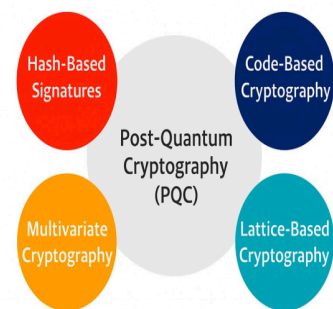 Hash-Based
Signatures
Code-Based
Cryptography
Post-Quantum
Cryptography
(PQC)
Multivariate
Cryptography
Lattice-Based
Cryptography